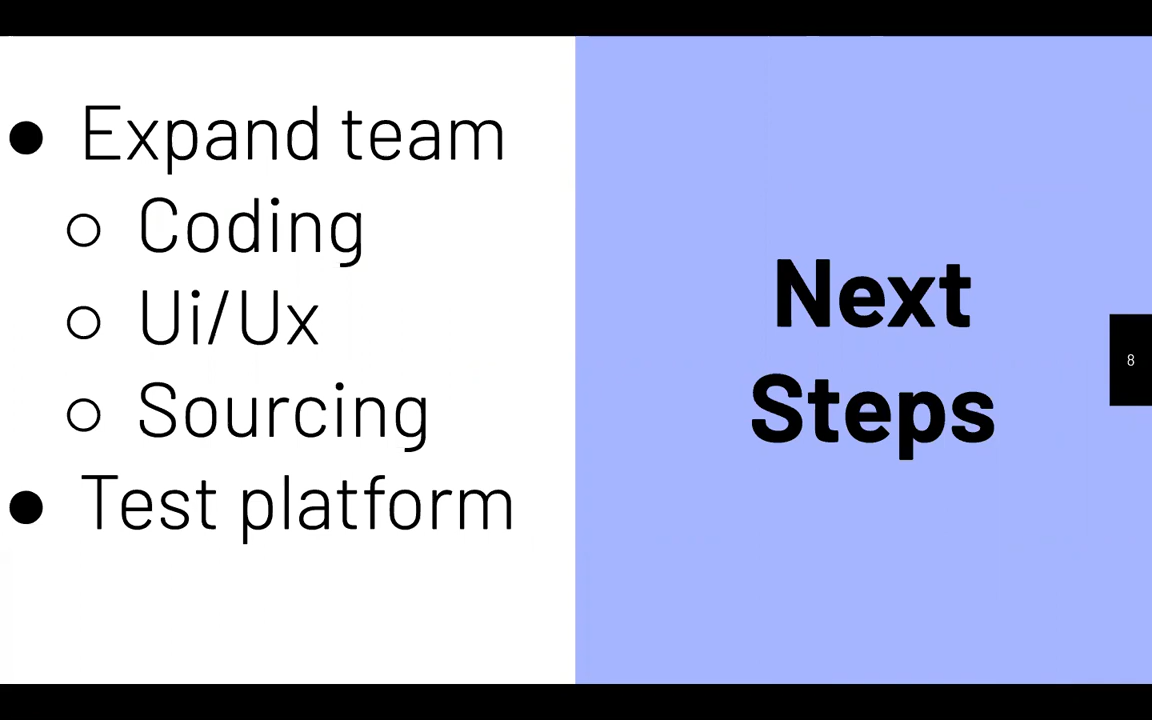 Expand team
Coding
Ui/Ux
Sourcing
Test platform
Next
Steps
8